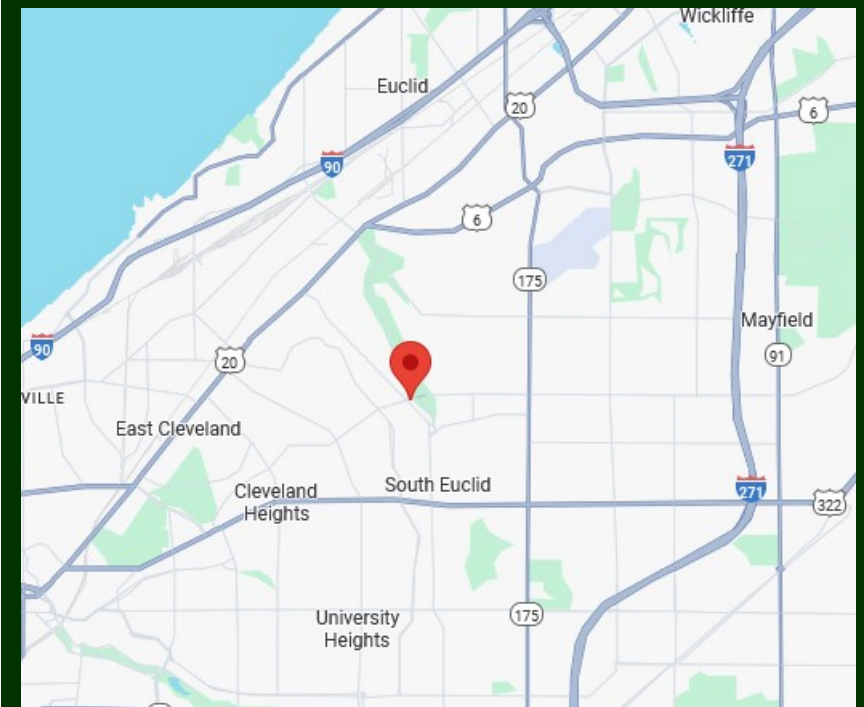 Wickliffe
Euclid
20
6
90
271
6
175
Mayfield
90
20
91
VILLE
East Cleveland
South Euclid
Cleveland
Heights
271
322
University
Heights
175